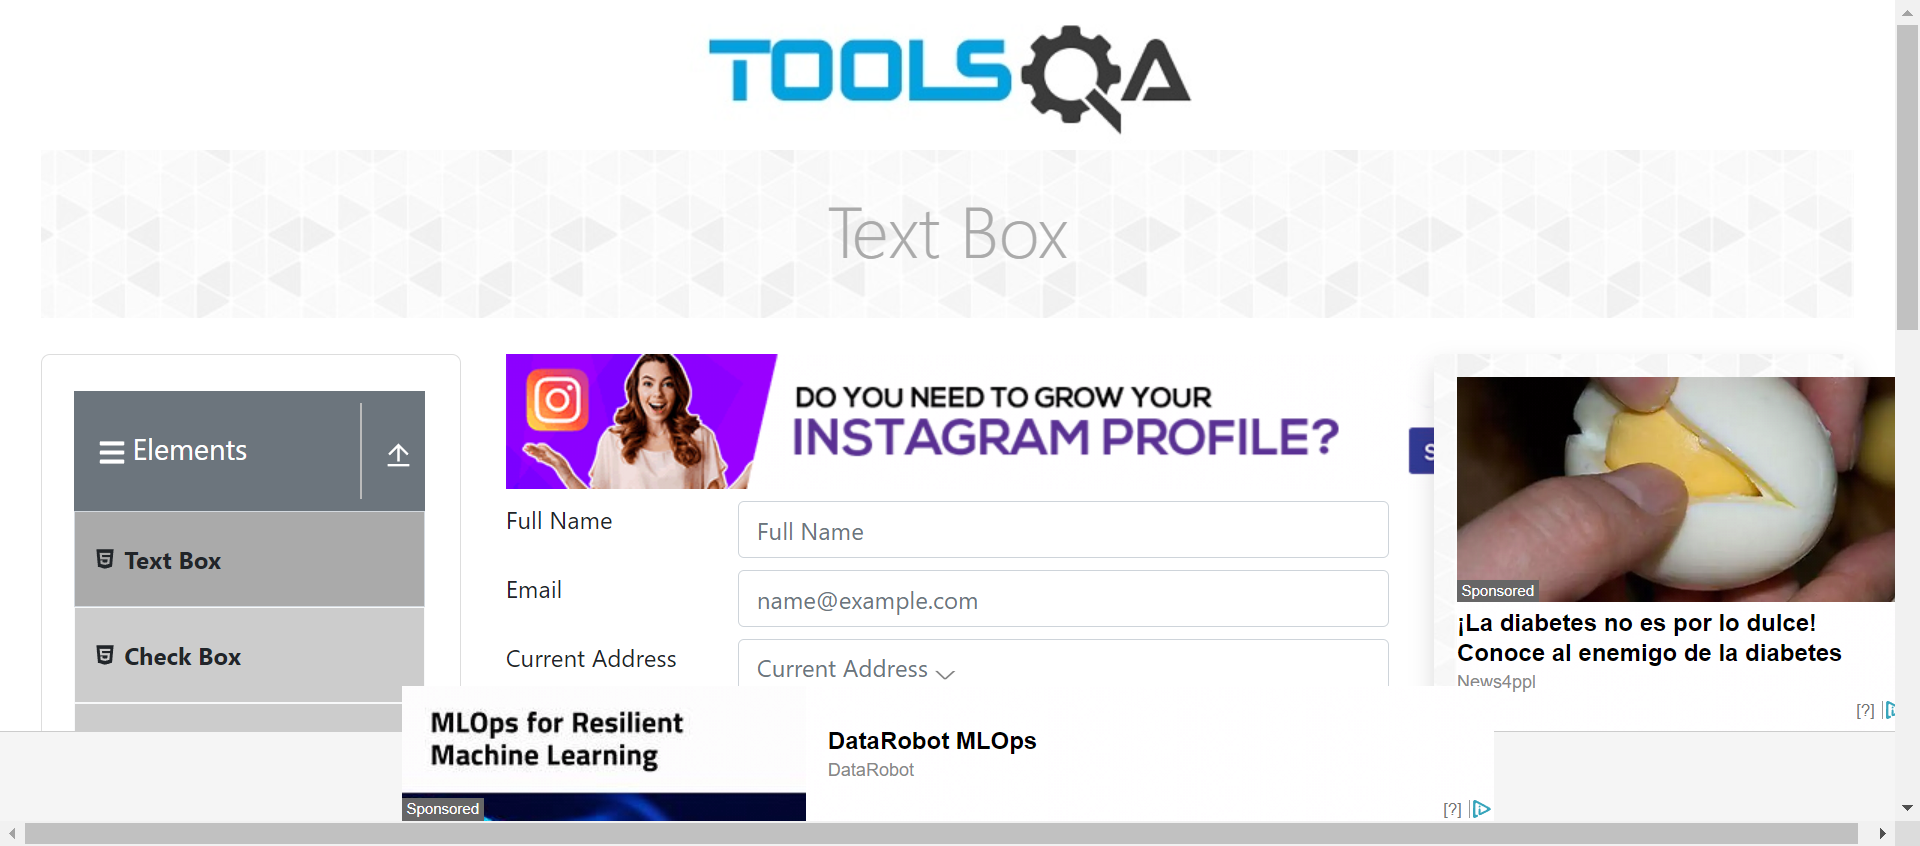 TOOLSQA
Text Box
Elements
Text Box
Check Box
DO YOU NEED TO GROW YOUR
INSTAGRAM PROFILE?
S
Full Name
Full Name
Email
name@example.com
Current Address
Current Address
Sponsored
¡La diabetes no es por lo dulce!
Conoce al enemigo de la diabetes
News4ppl
[?]
MLOps for Resilient
Machine Learning
Sponsored
DataRobot MLOps
DataRobot
[?]